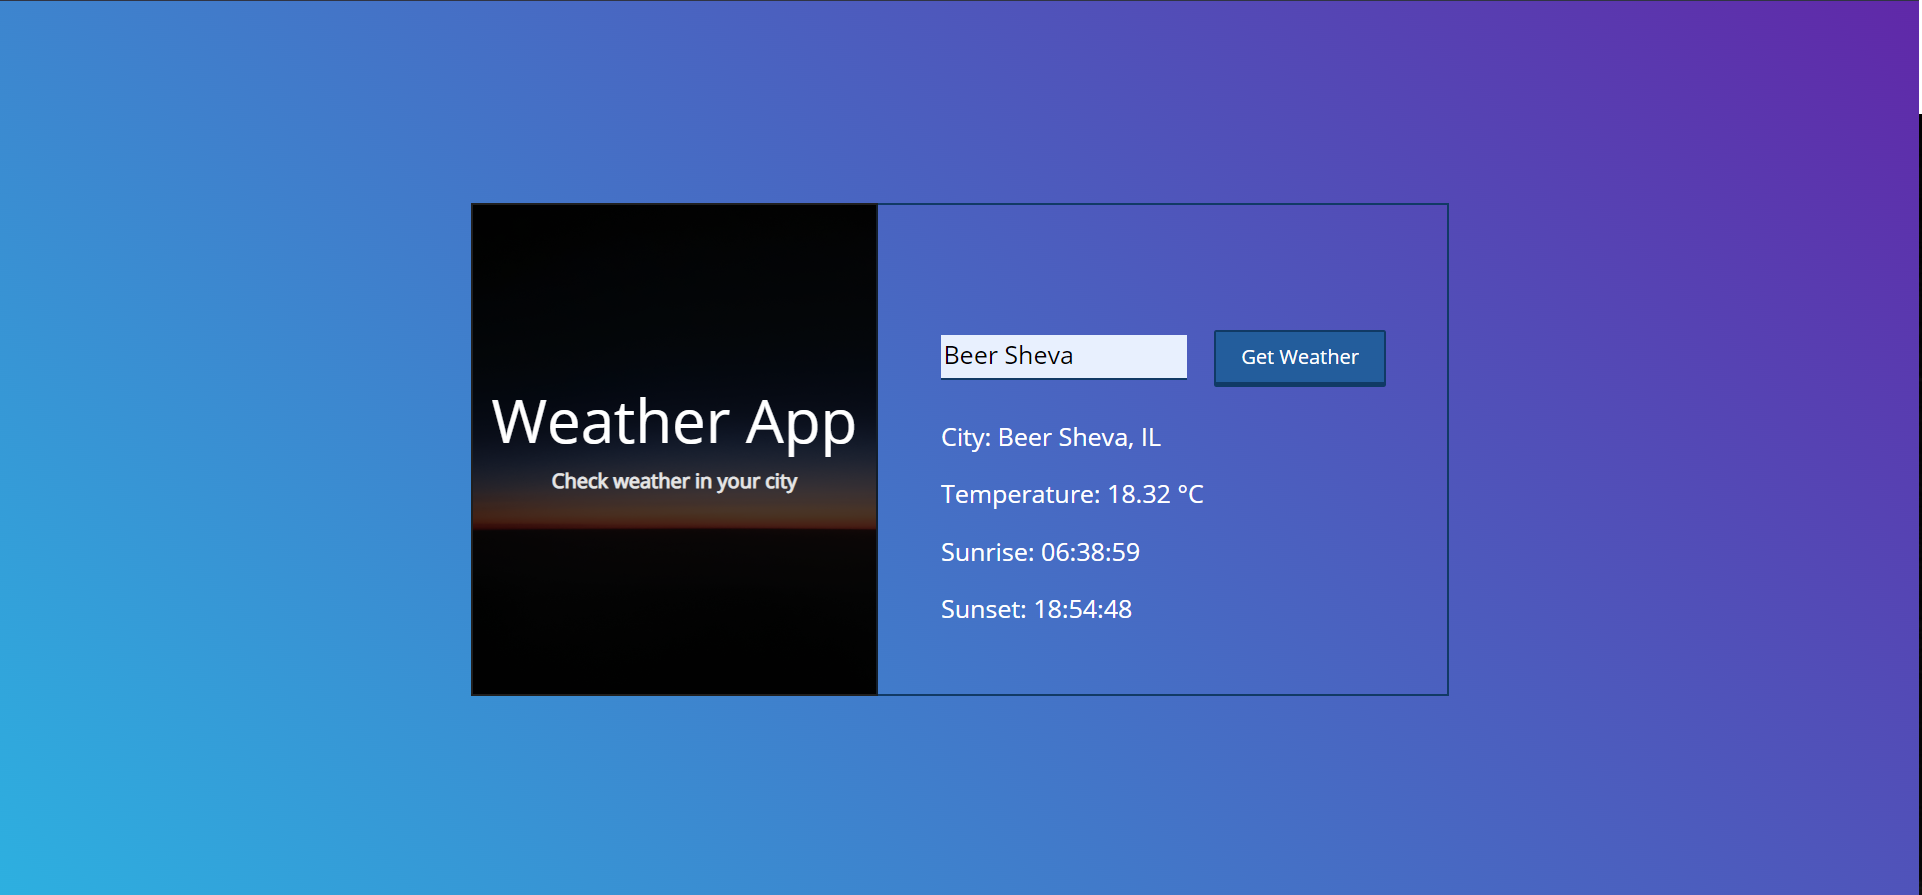 Weather App
Check weather in your city
Beer Sheva
Get Weather
City: Beer Sheva, IL
Temperature: 18.32 °C
Sunrise: 06:38:59
Sunset: 18:54:48